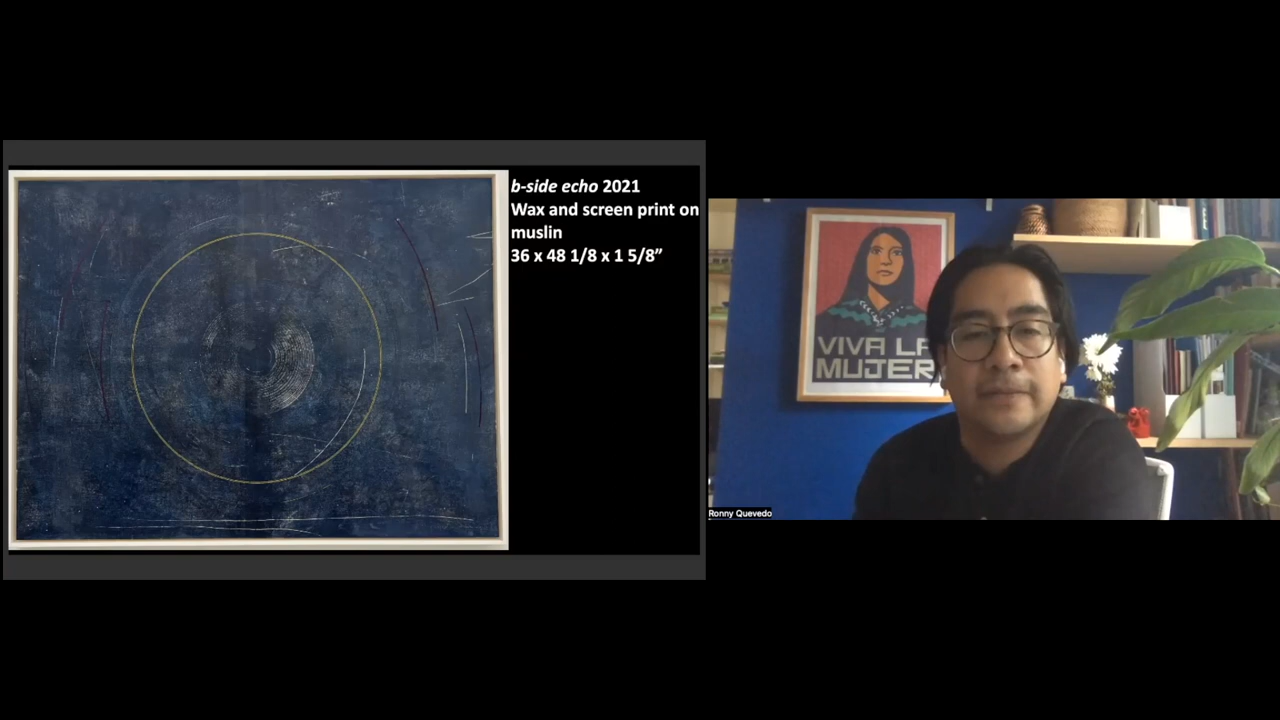 b-side echo 2021
Wax and screen print on
muslin
36 x 48 1/8 x 1 5/8”
VIVA LA
MUJER
Ronny Quevedo